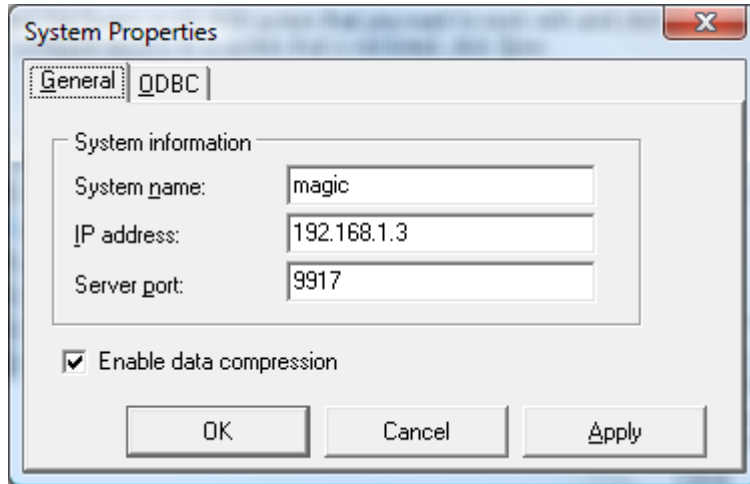 System Properties
General ODBC
System information
System name: magic
IP address: 192.168.1.3
Server port: 9917
Enable data compression
OK Cancel Apply